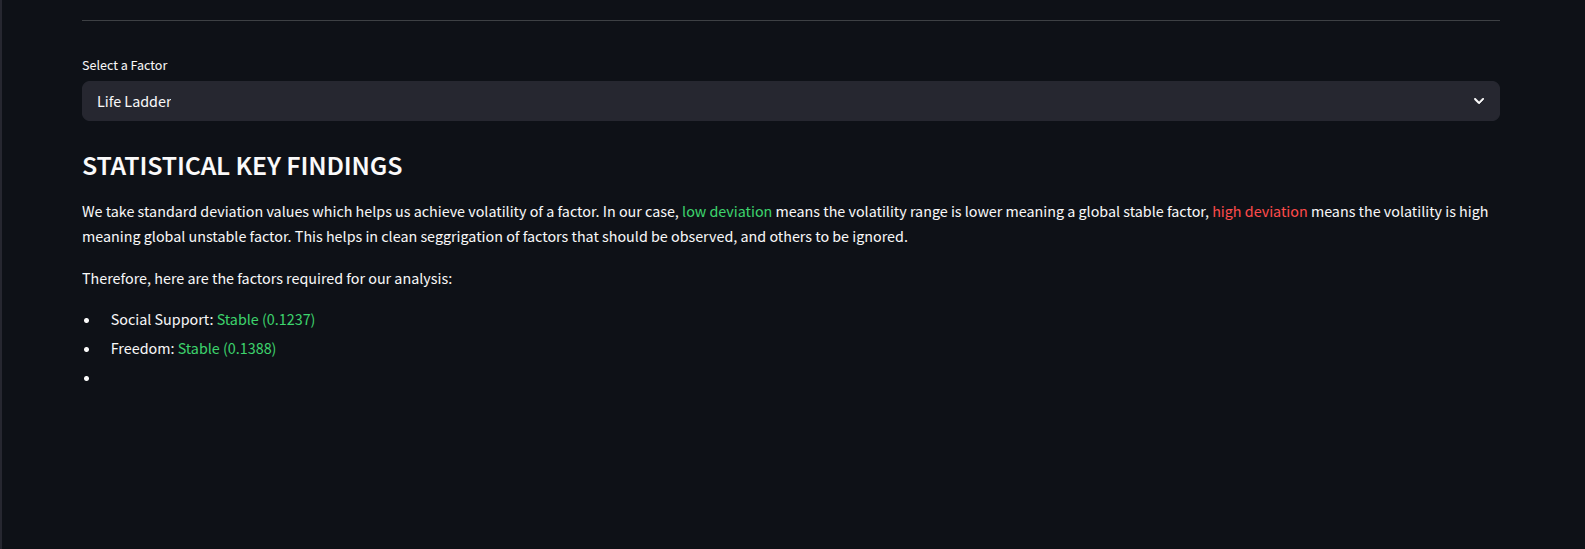 Select a Factor
Life Ladder
STATISTICAL KEY FINDINGS
We take standard deviation values which helps us achieve volatility of a factor. In our case, low deviation means the volatility range is lower meaning a global stable factor, high deviation means the volatility is high
meaning global unstable factor. This helps in clean seggrigation of factors that should be observed, and others to be ignored.
Therefore, here are the factors required for our analysis:
• Social Support: Stable (0.1237)
• Freedom: Stable (0.1388)
•